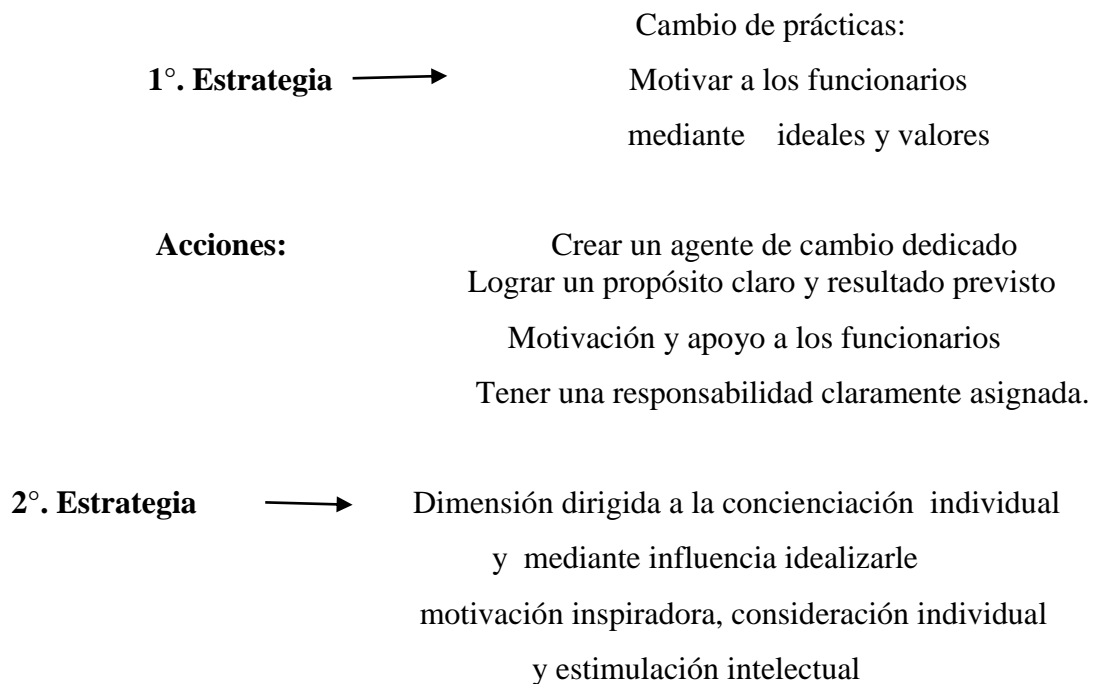 Cambio de prácticas:
1°. Estrategia Motivar a los funcionarios
mediante ideales y valores
Acciones: Crear un agente de cambio dedicado
Lograr un propósito claro y resultado previsto
Motivación y apoyo a los funcionarios
Tener una responsabilidad claramente asignada.
2°. Estrategia Dimensión dirigida a la concienciación individual
y mediante influencia idealizarle
motivación inspiradora, consideración individual
y estimulación intelectual